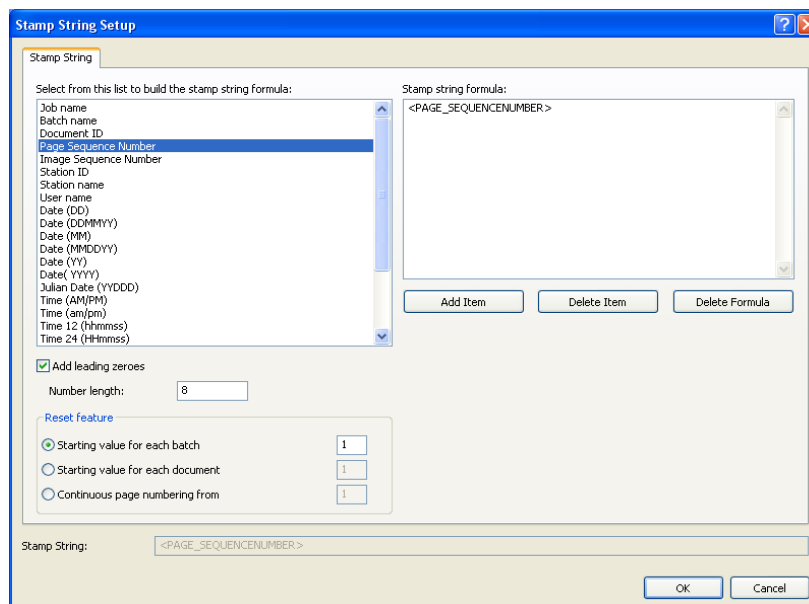 Stamp String Setup
Stamp String
Select from this list to build the stamp string formula:
Job name
Batch name
Document ID
Page Sequence Number
Image Sequence Number
Station ID
Station name
User name
Date (DD)
Date (DDMMYY)
Date (MM)
Date (MMDDYY)
Date (YY)
Date( YYYY)
Julian Date (YYDDD)
Time (AM/PM)
Time (am/pm)
Time 12 (hhmmss)
Time 24 (HHmmss)
Stamp string formula:
<PAGE_SEQUENCENUMBER>
Add Item
Delete Item
Delete Formula
Add leading zeroes
Number length: 8
Reset feature
Starting value for each batch 1
Starting value for each document 1
Continuous page numbering from 1
Stamp String: <PAGE_SEQUENCENUMBER>
OK
Cancel